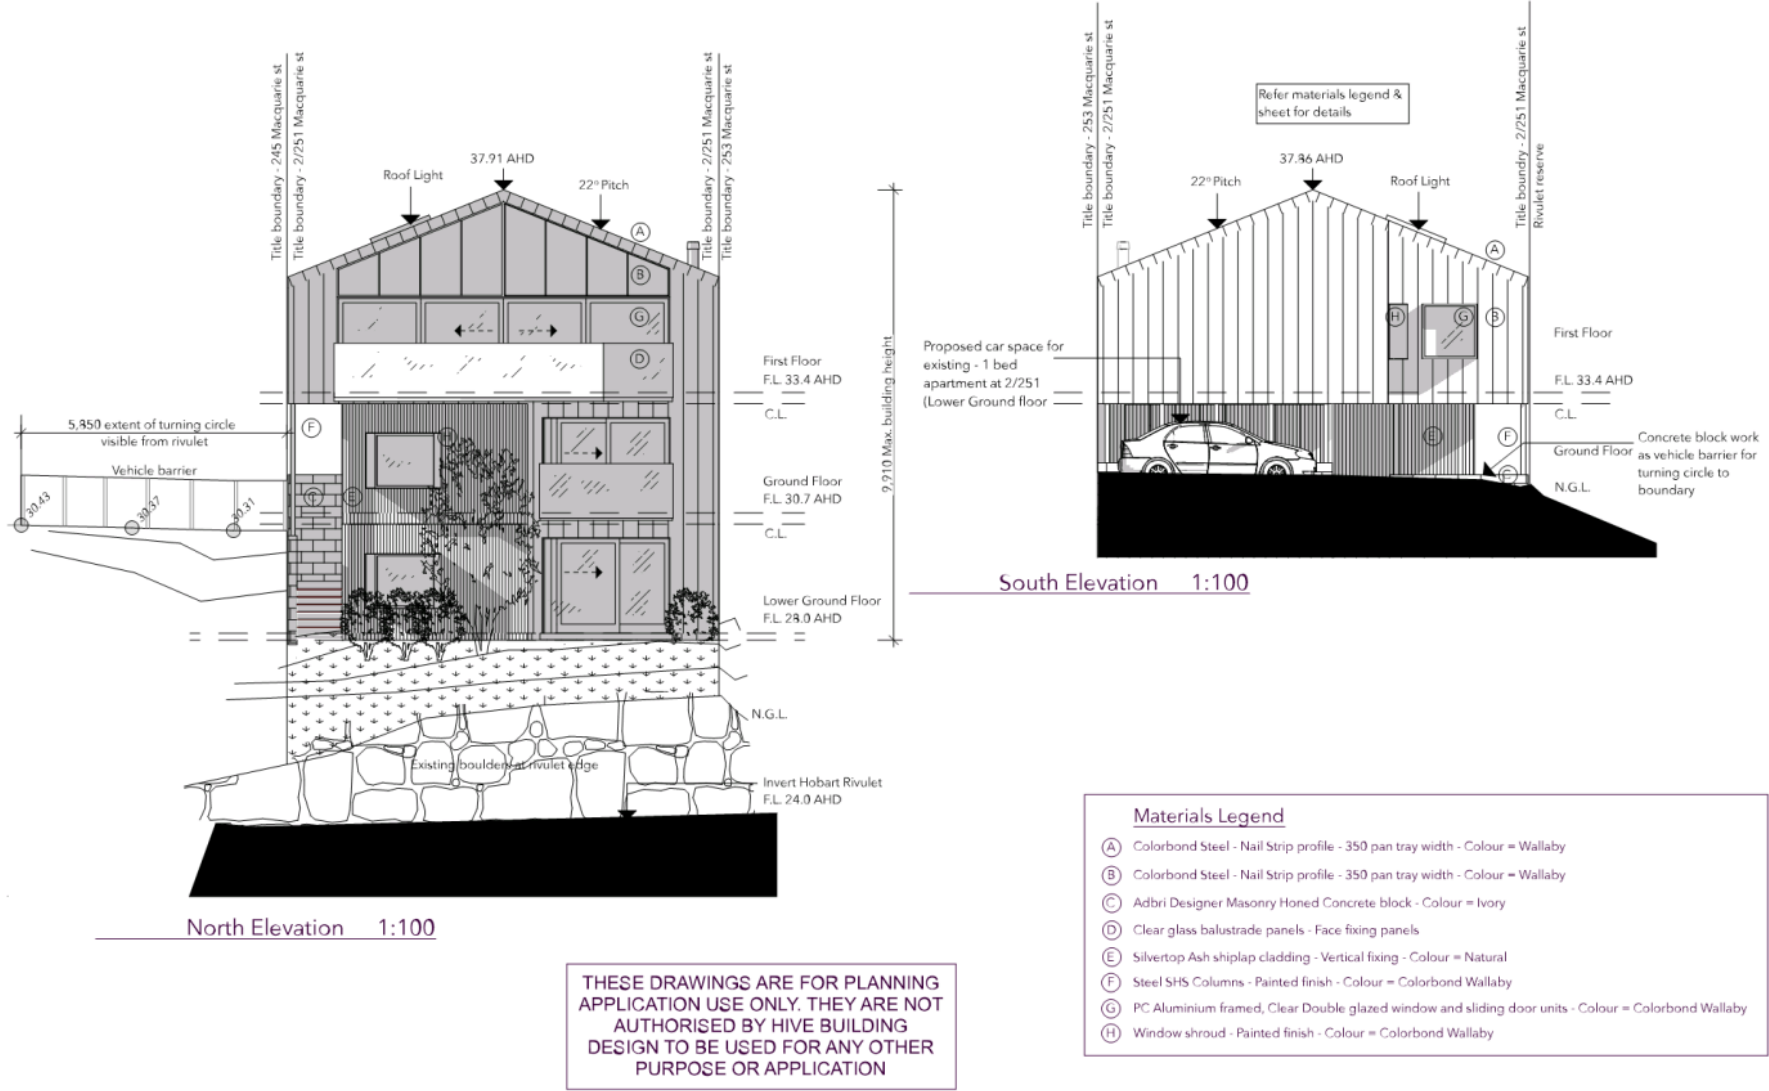 Title boundary - 245 Macquarie st
Title boundary - 2/251 Macquarie st
Title boundary - 2/251 Macquarie st
Title boundary - 253 Macquarie st
37.91 AHD
Roof Light
22° Pitch
A
B
G
D
First Floor
F.L. 33.4 AHD
C.L.
9,910 Max. building height
5,850 extent of turning circle
visible from rivulet
F
H
Vehicle barrier
Ground Floor
F.L. 30.7 AHD
C
E
30.43
30.37
30.31
C.L.
Lower Ground Floor
F.L. 28.0 AHD
N.G.L.
Existing boulders at rivulet edge
Invert Hobart Rivulet
F.L. 24.0 AHD
North Elevation 1:100
Title boundary - 253 Macquarie st
Title boundary - 2/251 Macquarie st
Title boundry - 2/251 Macquarie st
Rivulet reserve
Refer materials legend &
sheet for details
37.86 AHD
22° Pitch
Roof Light
A
H
G
B
First Floor
Proposed car space for
existing - 1 bed
apartment at 2/251
(Lower Ground floor
F.L. 33.4 AHD
C.L.
E
F
Ground Floor
Concrete block work
as vehicle barrier for
turning circle to
boundary
C
N.G.L.
South Elevation 1:100
Materials Legend
A Colorbond Steel - Nail Strip profile - 350 pan tray width - Colour = Wallaby
B Colorbond Steel - Nail Strip profile - 350 pan tray width - Colour = Wallaby
C Adbri Designer Masonry Honed Concrete block - Colour = Ivory
D Clear glass balustrade panels - Face fixing panels
E Silvertop Ash shiplap cladding - Vertical fixing - Colour = Natural
F Steel SHS Columns - Painted finish - Colour = Colorbond Wallaby
G PC Aluminium framed, Clear Double glazed window and sliding door units - Colour = Colorbond Wallaby
H Window shroud - Painted finish - Colour = Colorbond Wallaby
THESE DRAWINGS ARE FOR PLANNING
APPLICATION USE ONLY. THEY ARE NOT
AUTHORISED BY HIVE BUILDING
DESIGN TO BE USED FOR ANY OTHER
PURPOSE OR APPLICATION